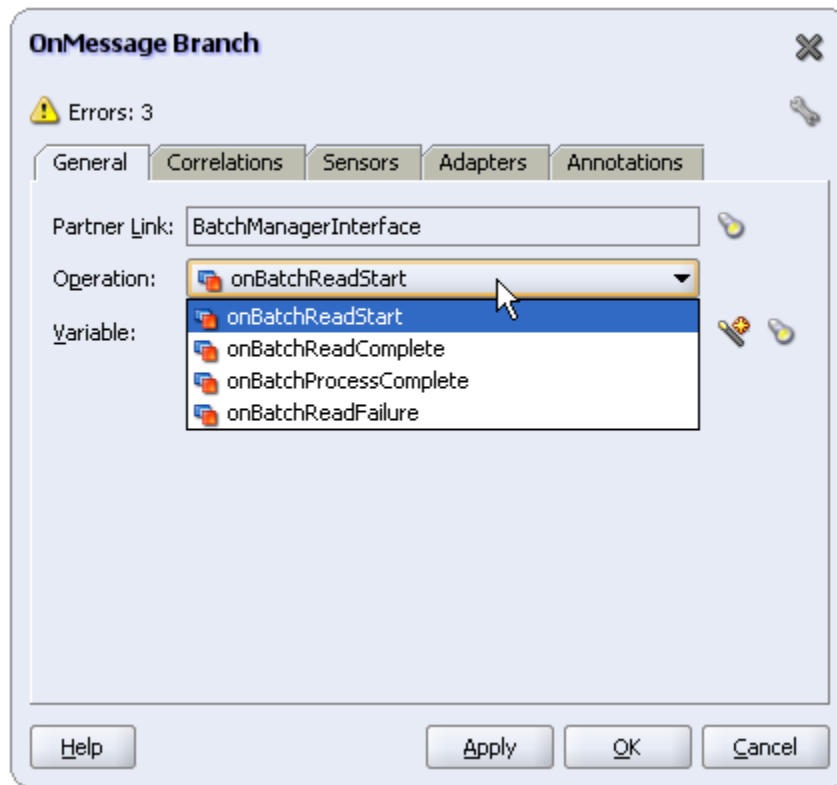 OnMessage Branch
Errors: 3
General Correlations Sensors Adapters Annotations
Partner Link: BatchManagerInterface
Operation: onBatchReadStart
onBatchReadStart
Variable:
onBatchReadComplete
onBatchProcessComplete
onBatchReadFailure
Help Apply OK Cancel